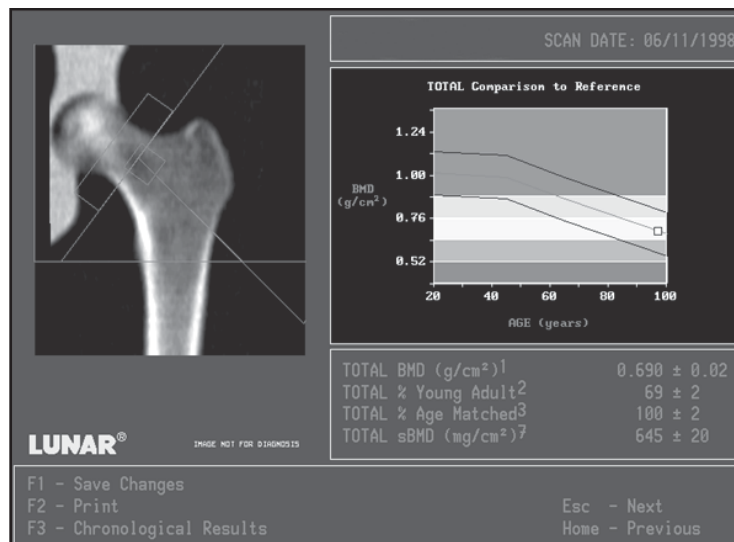 SCAN DATE: 06/11/1998
TOTAL Comparison to Reference
1.24
1.00
BMD
(g/cm²)
0.76
0.52
20 40 60 80 100
AGE (years)
TOTAL BMD (g/cm²)1 0.690 ± 0.02
TOTAL % Young Adult2 69 ± 2
TOTAL % Age Matched3 100 ± 2
TOTAL sBMD (mg/cm²)7 645 ± 20
LUNAR® IMAGE NOT FOR DIAGNOSIS
F1 - Save Changes
F2 - Print Esc - Next
F3 - Chronological Results Home - Previous